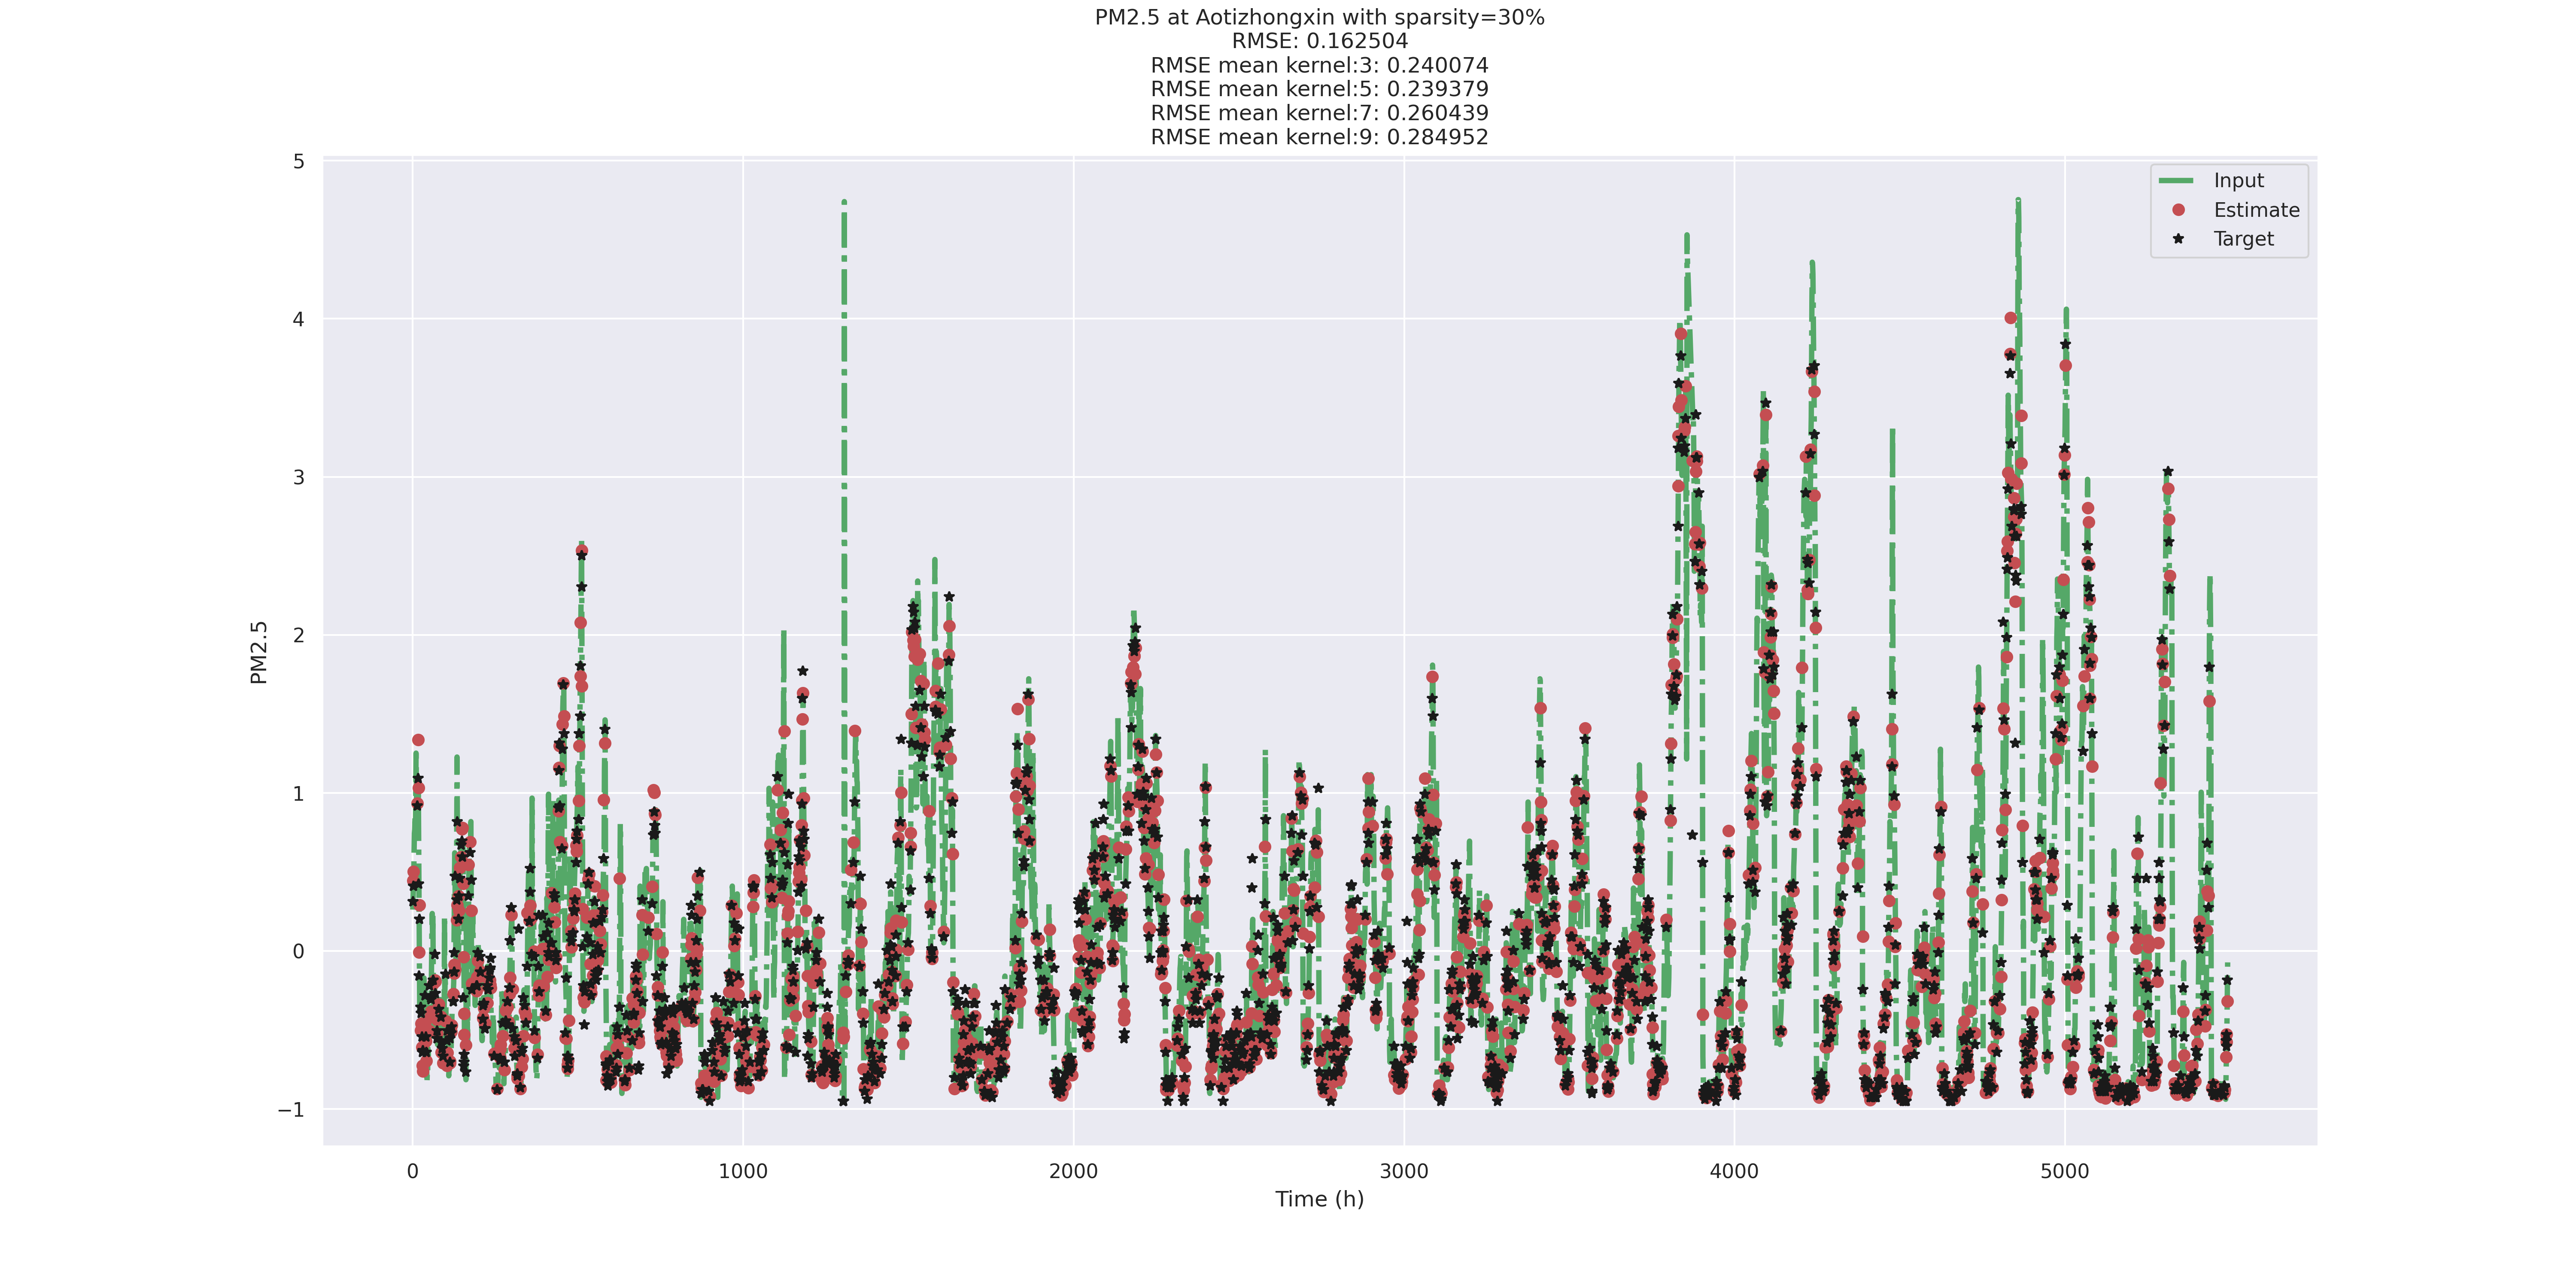 PM2.5 at Aotizhongxin with sparsity=30%
RMSE: 0.162504
RMSE mean kernel:3: 0.240074
RMSE mean kernel:5: 0.239379
RMSE mean kernel:7: 0.260439
RMSE mean kernel:9: 0.284952
Input
Estimate
Target
5
4
3
2
1
0
−1
PM2.5
0 1000 2000 3000 4000 5000
Time (h)